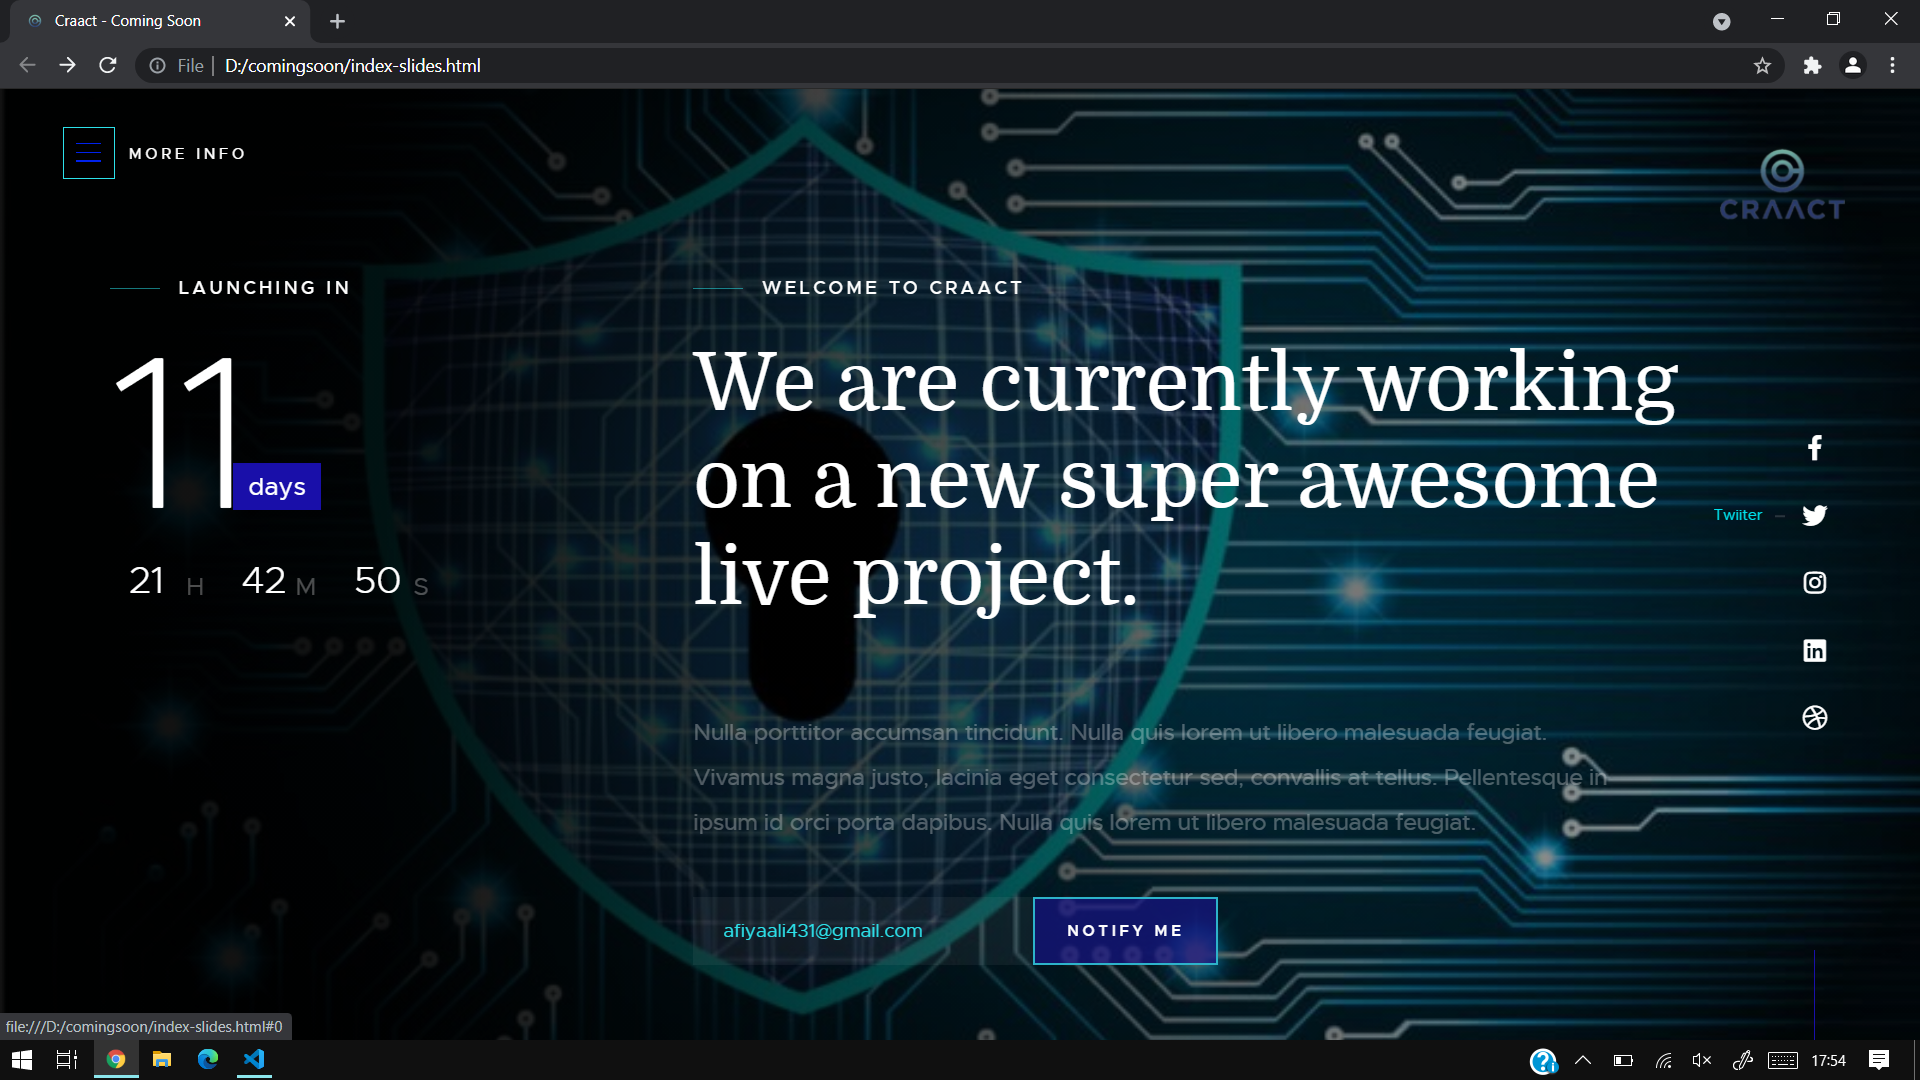 Craact - Coming Soon
File
D:/comingsoon/index-slides.html
MORE INFO
CRAACT
LAUNCHING IN
11 days
21 H 42 M 50 S
WELCOME TO CRAACT
We are currently working
on a new super awesome
live project.
Twiiter
Nulla porttitor accumsan tincidunt. Nulla quis lorem ut libero malesuada feugiat.
Vivamus magna justo, lacinia eget consectetur sed, convallis at tellus. Pellentesque in
ipsum id orci porta dapibus. Nulla quis lorem ut libero malesuada feugiat.
afiyaali431@gmail.com
NOTIFY ME
file:///D:/comingsoon/index-slides.html#0
17:54